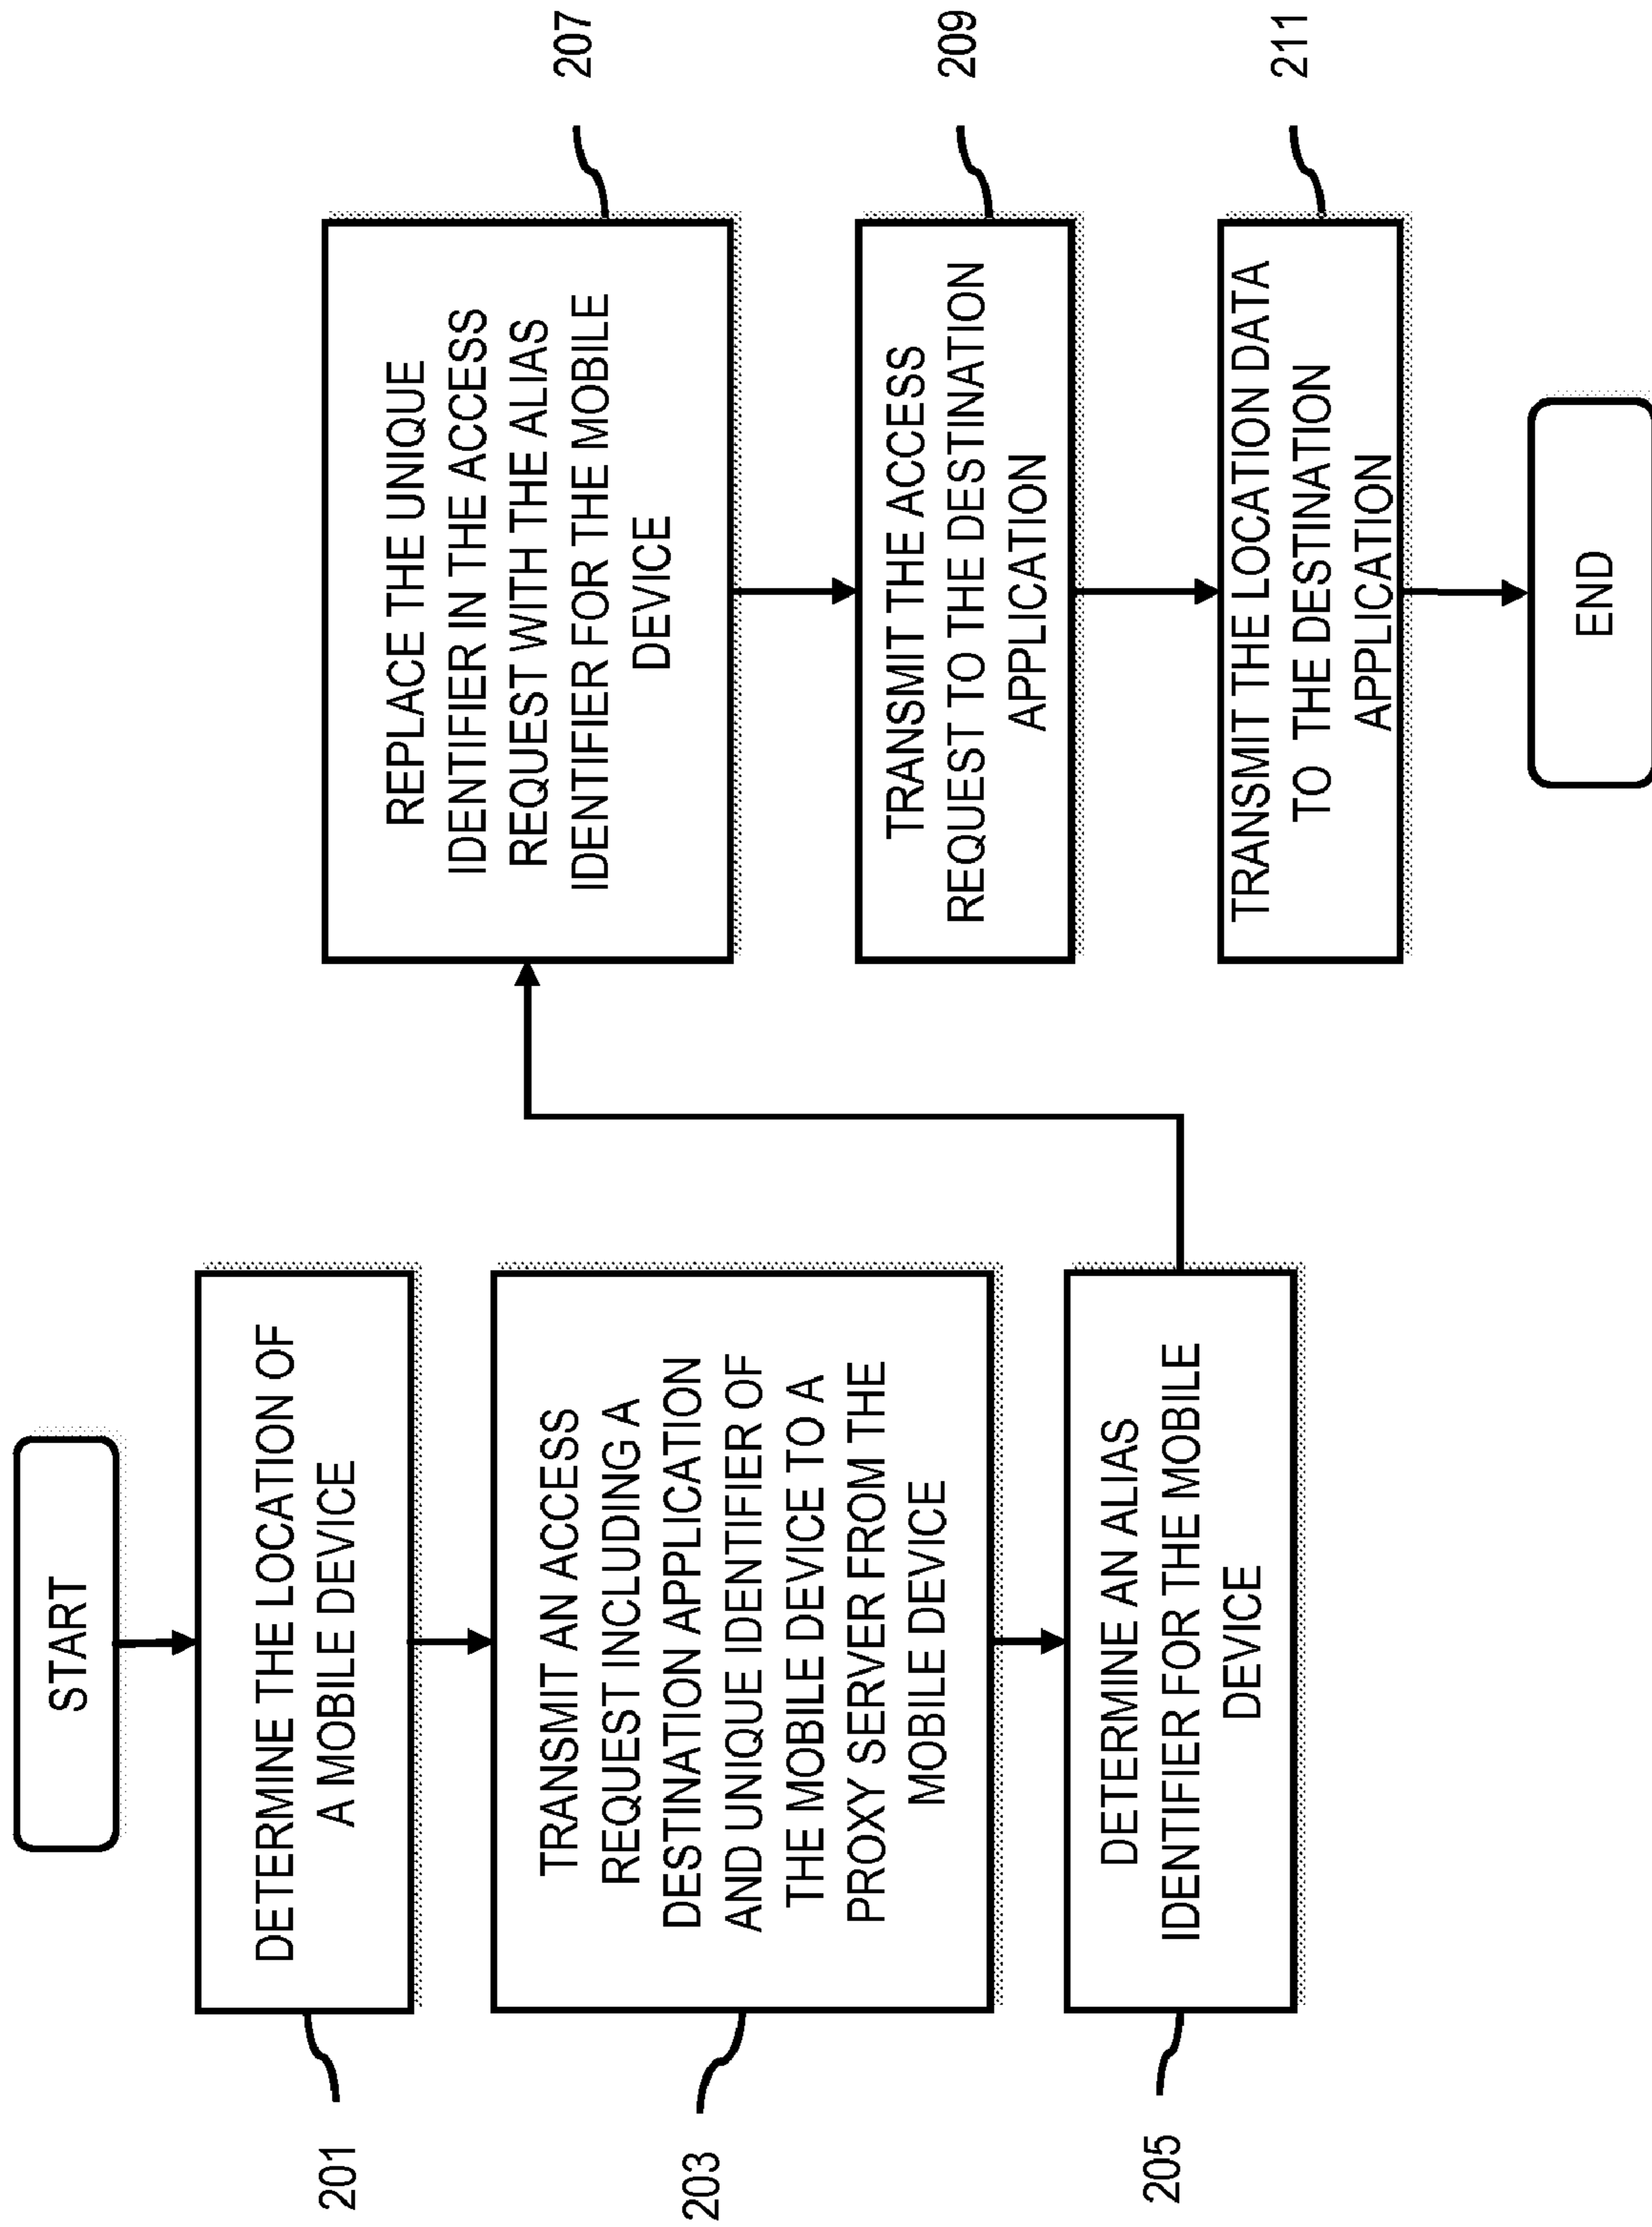 START
DETERMINE THE LOCATION OF
A MOBILE DEVICE
201
TRANSMIT AN ACCESS
REQUEST INCLUDING A
DESTINATION APPLICATION
AND UNIQUE IDENTIFIER OF
THE MOBILE DEVICE TO A
PROXY SERVER FROM THE
MOBILE DEVICE
203
DETERMINE AN ALIAS
IDENTIFIER FOR THE MOBILE
DEVICE
205
REPLACE THE UNIQUE
IDENTIFIER IN THE ACCESS
REQUEST WITH THE ALIAS
IDENTIFIER FOR THE MOBILE
DEVICE
207
TRANSMIT THE ACCESS
REQUEST TO THE DESTINATION
APPLICATION
209
TRANSMIT THE LOCATION DATA
TO THE DESTINATION
APPLICATION
211
END